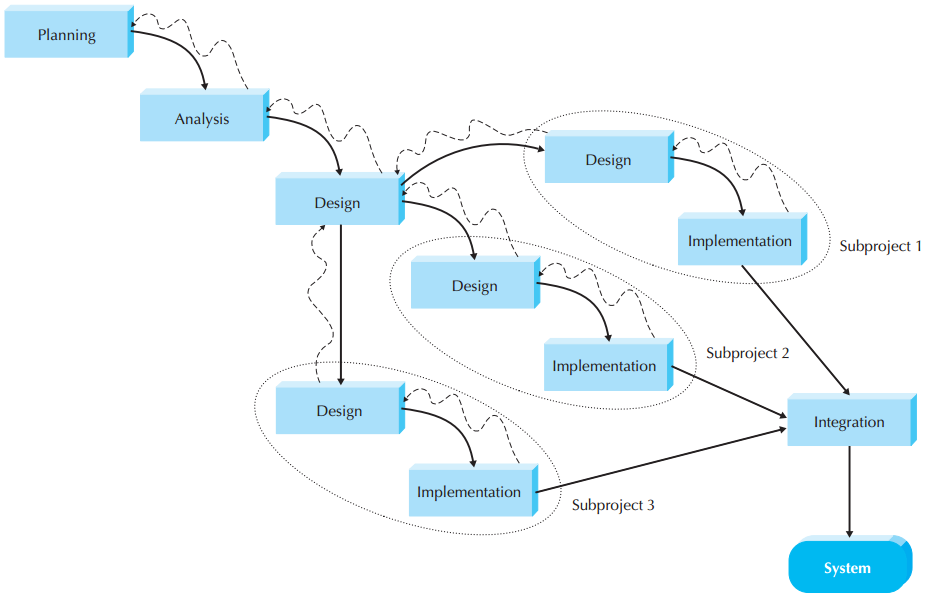 Planning
Analysis
Design
Design
Implementation
Subproject 1
Design
Implementation
Subproject 2
Design
Implementation
Subproject 3
Integration
System